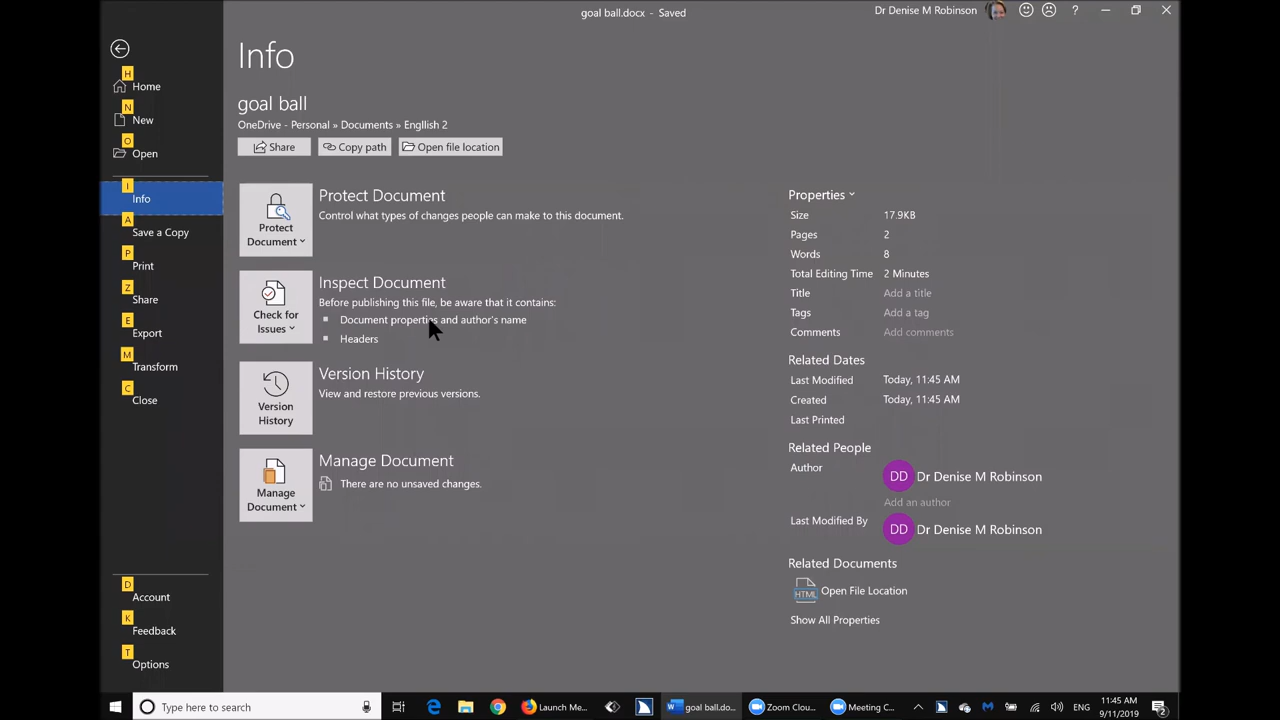 goal ball.docx - Saved
Dr Denise M Robinson
?
H
Home
N
New
O
Open
I
Info
A
Save a Copy
P
Print
Z
Share
E
Export
M
Transform
C
Close
D
Account
K
Feedback
T
Options
Info
goal ball
OneDrive - Personal » Documents » Engllish 2
Share
Copy path
Open file location
Protect Document
Protect Document
Control what types of changes people can make to this document.
Check for Issues
Inspect Document
Before publishing this file, be aware that it contains:
Document properties and author's name
Headers
Version History
Version History
View and restore previous versions.
Manage Document
Manage Document
There are no unsaved changes.
Properties
Size 17.9KB
Pages 2
Words 8
Total Editing Time 2 Minutes
Title Add a title
Tags Add a tag
Comments Add comments
Related Dates
Last Modified Today, 11:45 AM
Created Today, 11:45 AM
Last Printed
Related People
Author DD Dr Denise M Robinson
Add an author
Last Modified By DD Dr Denise M Robinson
Related Documents
HTML Open File Location
Show All Properties
Type here to search
Launch Me...
goal ball.do...
Zoom Clou...
Meeting C...
ENG
11:45 AM
9/11/2019
2